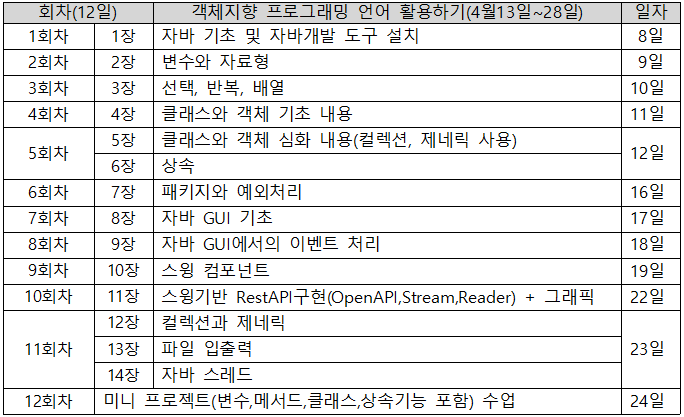 회차(12일) 객체지향 프로그래밍 언어 활용하기(4월13일~28일) 일자
1회차 1장 자바 기초 및 자바개발 도구 설치 8일
2회차 2장 변수와 자료형 9일
3회차 3장 선택, 반복, 배열 10일
4회차 4장 클래스와 객체 기초 내용 11일
5회차 5장 클래스와 객체 심화 내용(컬렉션, 제네릭 사용) 12일
6장 상속
6회차 7장 패키지와 예외처리 16일
7회차 8장 자바 GUI 기초 17일
8회차 9장 자바 GUI에서의 이벤트 처리 18일
9회차 10장 스윙 컴포넌트 19일
10회차 11장 스윙기반 RestAPI구현(OpenAPI,Stream,Reader) + 그래픽 22일
11회차 12장 컬렉션과 제네릭 23일
13장 파일 입출력
14장 자바 스레드
12회차 미니 프로젝트(변수,메서드,클래스,상속기능 포함) 수업 24일